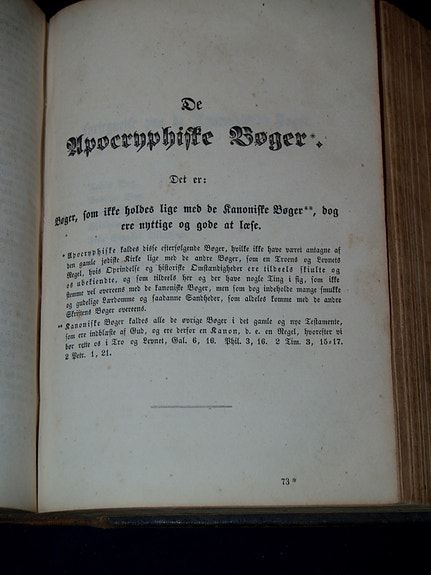 De
Apocryphiske Bøger*.
Det er:
Bøger, som ikke holdes lige med de Kanoniske Bøger**, dog
ere nyttige og gode at læse.
* Apocryphiske kaldes disse efterfølgende Bøger, hvilke ikke have været antagne af
den gamle jødiske Kirke lige med de andre Bøger, som en Troens og Levnets
Regel, hvis Oprindelse og historiske Omstændigheder ere tildeels skiulte og
os ubekiendte, og som tildeels her og der have nogle Ting i sig, som ikke
stemme vel overeens med de kanoniske Bøger, men som dog indeholde mange smukke
og gudelige Lærdomme og saadanne Sandheder, som aldeles komme med de andre
Skriftens Bøger overeens.
** Kanoniske Bøger kaldes alle de øvrige Bøger i det gamle og nye Testamente,
som ere indblæste af Gud, og ere derfor en Kanon, d. e. en Regel, hvorefter vi
bør rette os i Tro og Levnet, Gal. 6, 16. Phil. 3, 16. 2 Tim. 3, 15-17.
2 Petr. 1, 21.
73*